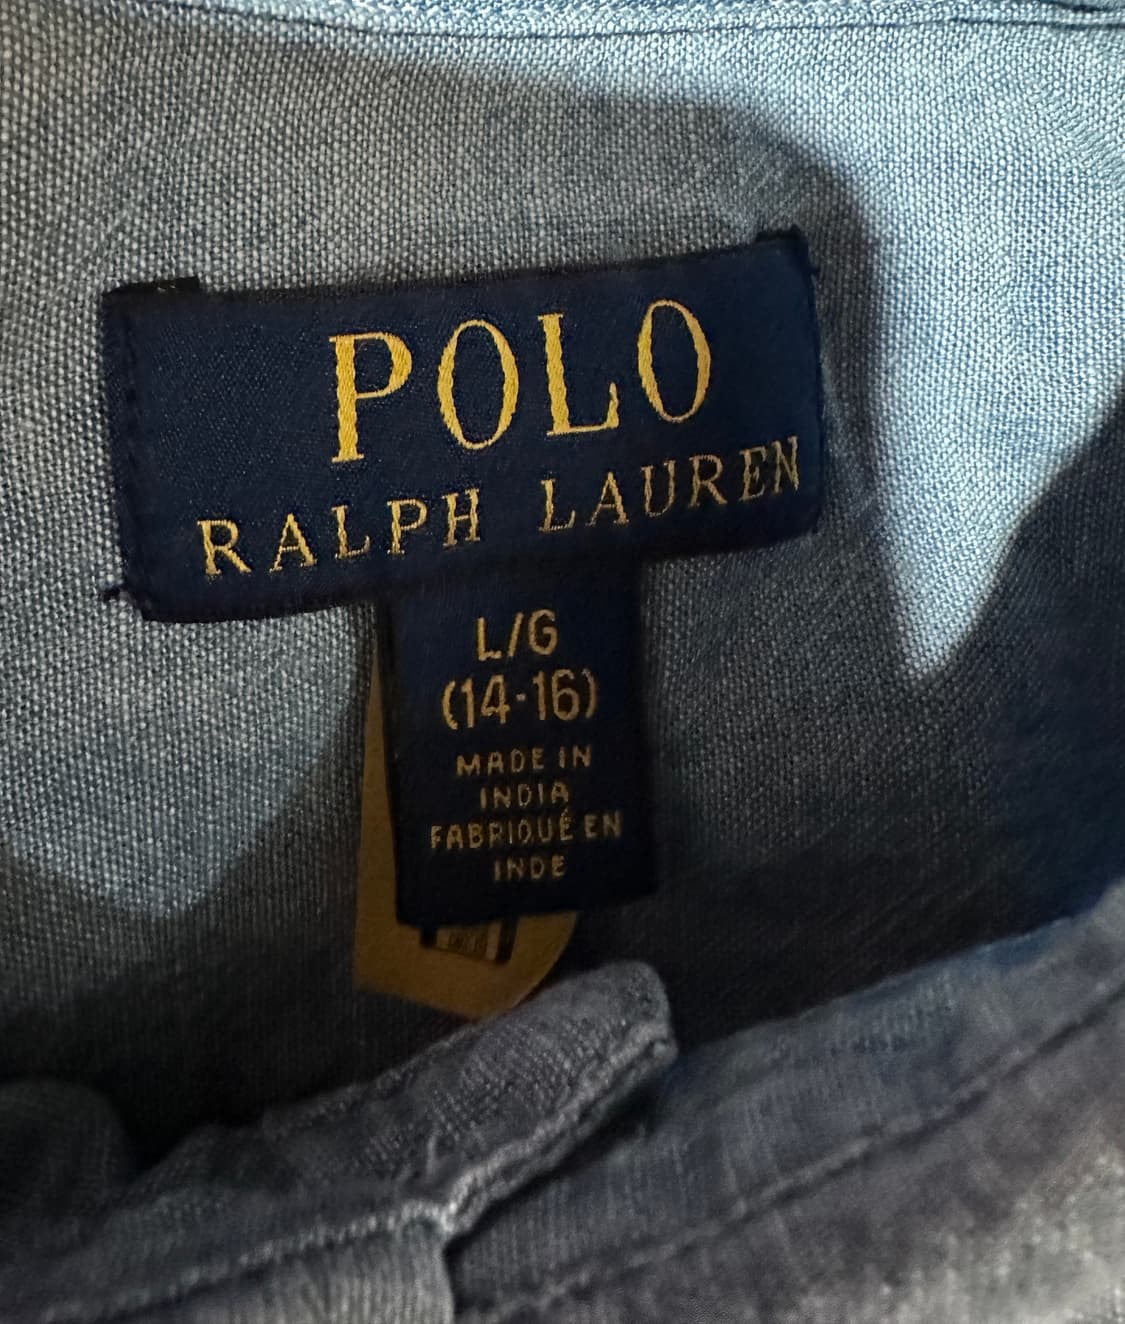 POLO
RALPH LAUREN
L/G
(14-16)
MADE IN
INDIA
FABRIQUÉ EN
INDE